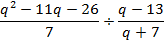 (q² − 11q − 26)/7 ÷ (q − 13)/(q + 7)